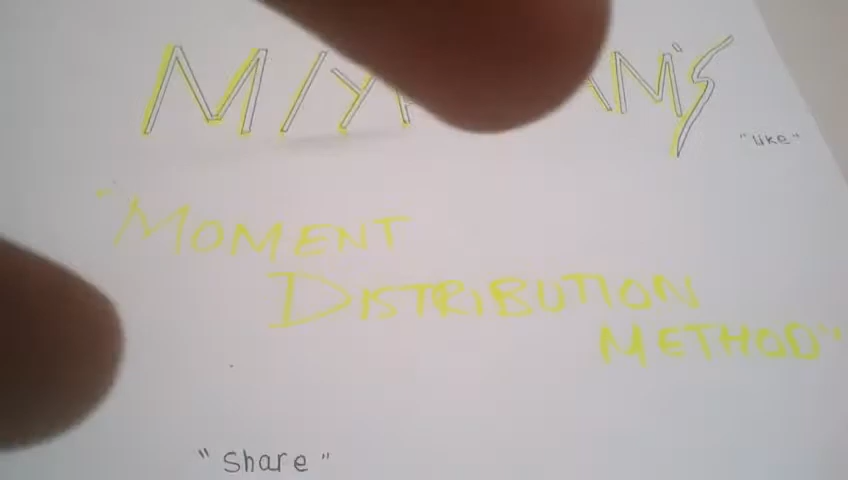 "Like"
"MOMENT
DISTRIBUTION
METHOD"
"Share"